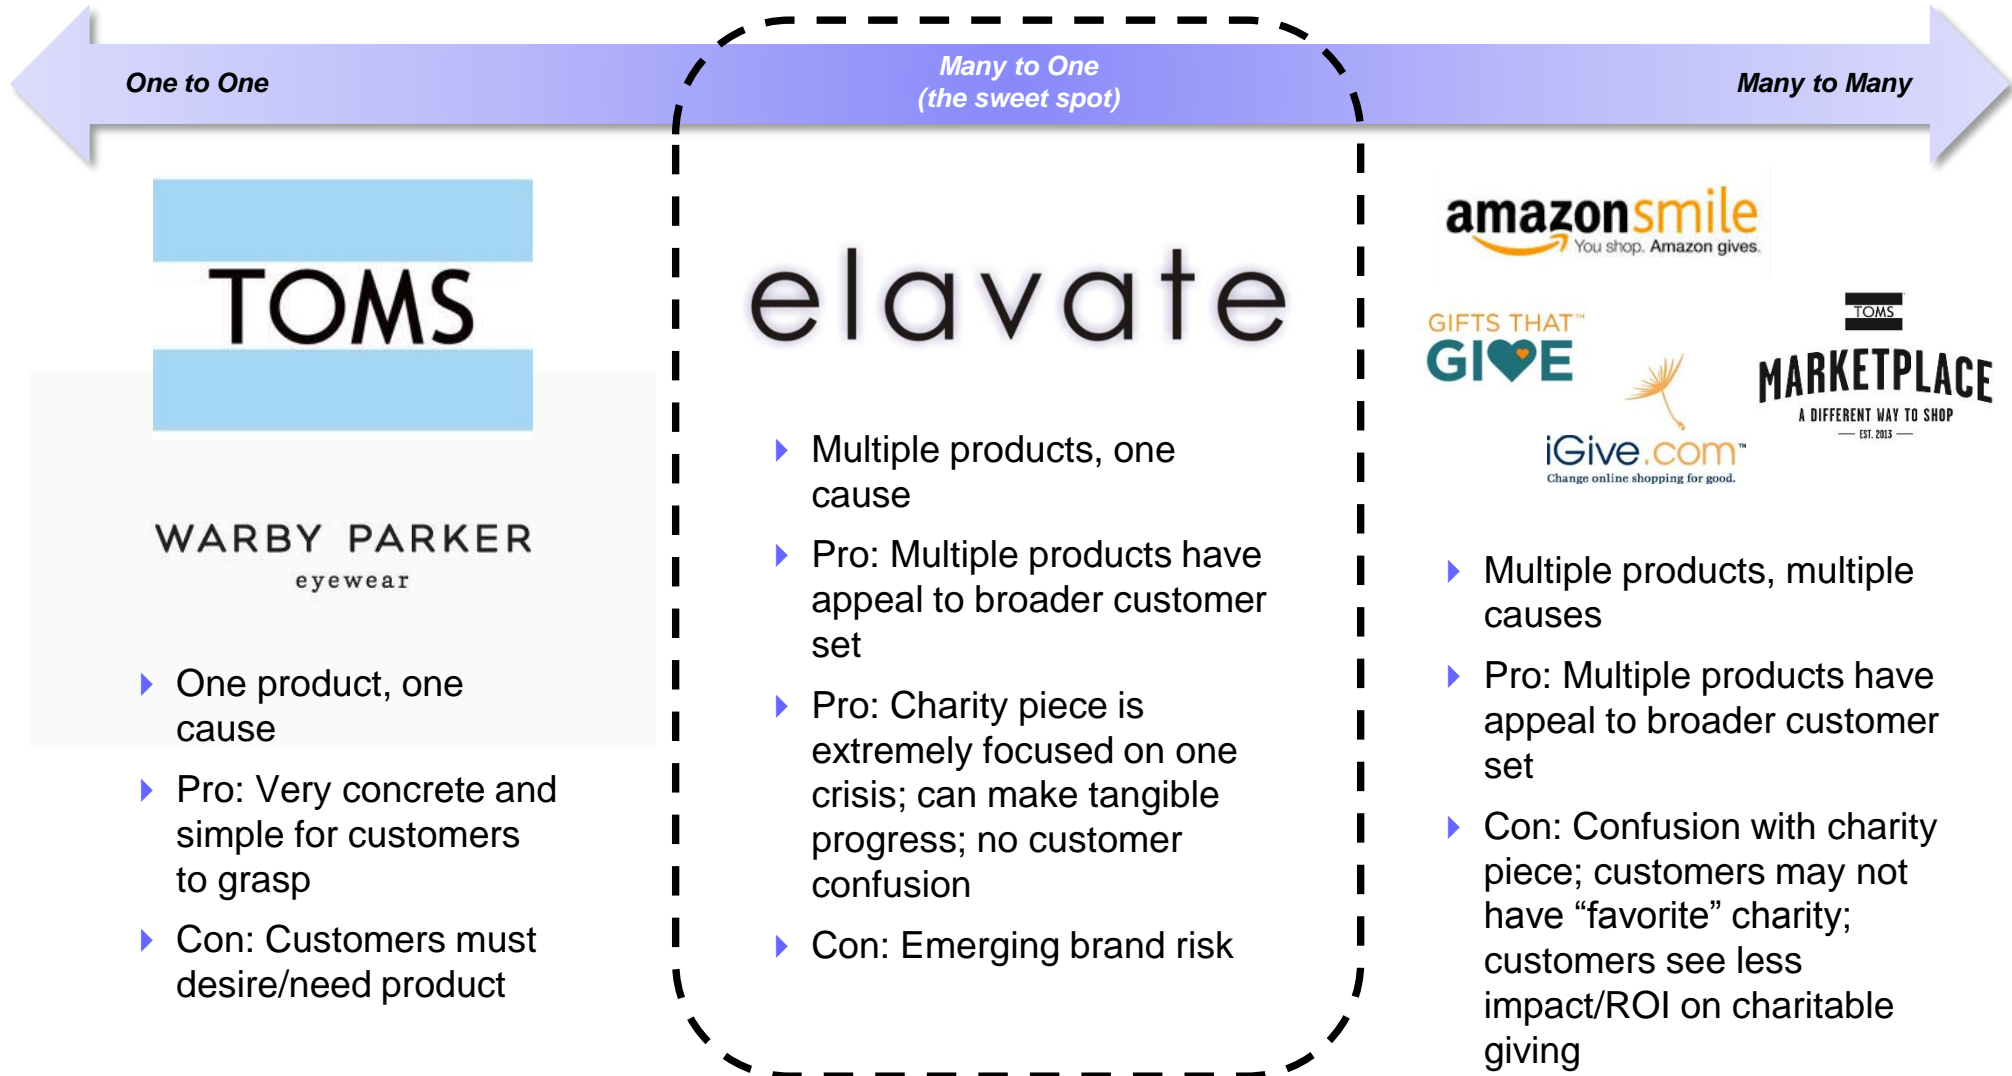 One to One
Many to One
(the sweet spot)
Many to Many
TOMS
WARBY PARKER
eyewear
One product, one
cause
Pro: Very concrete and
simple for customers
to grasp
Con: Customers must
desire/need product
elavate
Multiple products, one
cause
Pro: Multiple products have
appeal to broader customer
set
Pro: Charity piece is
extremely focused on one
crisis; can make tangible
progress; no customer
confusion
Con: Emerging brand risk
amazonsmile
You shop. Amazon gives.
GIFTS THAT™
GIVE
TOMS
MARKETPLACE
A DIFFERENT WAY TO SHOP
EST. 2013
iGive.com™
Change online shopping for good.
Multiple products, multiple
causes
Pro: Multiple products have
appeal to broader customer
set
Con: Confusion with charity
piece; customers may not
have “favorite” charity;
customers see less
impact/ROI on charitable
giving